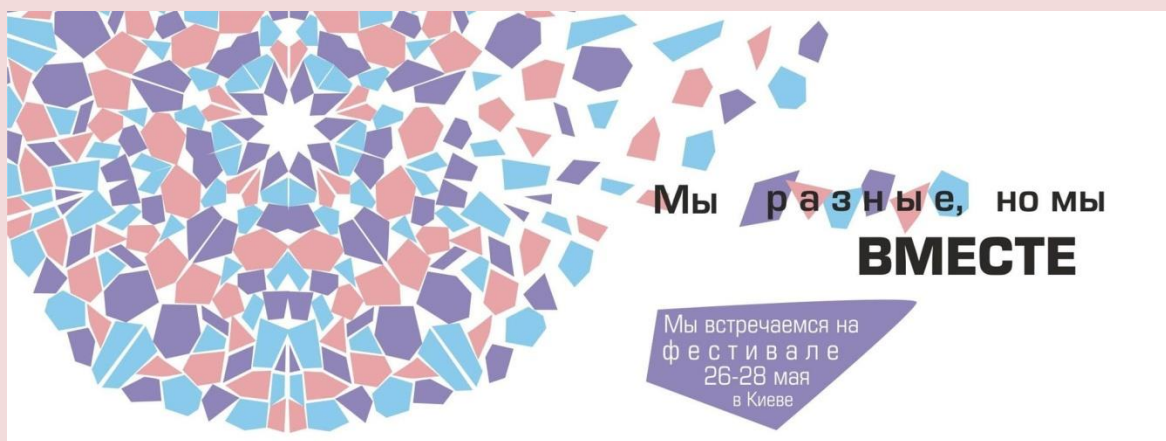 Мы разные, но мы
ВМЕСТЕ
Мы встречаемся на
фестивале
26-28 мая
в Киеве